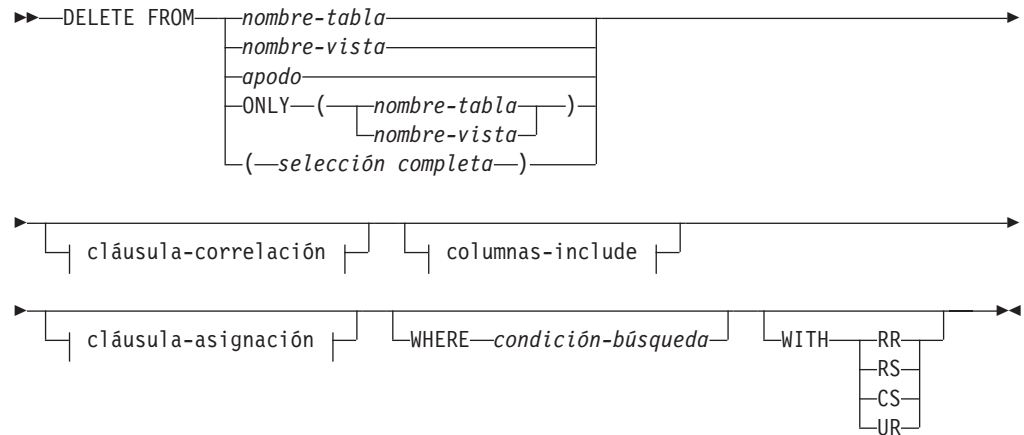 DELETE FROM nombre-tabla
nombre-vista
apodo
ONLY ( nombre-tabla )
nombre-vista
( selección completa )
cláusula-correlación columnas-include
cláusula-asignación WHERE condición-búsqueda WITH RR
RS
CS
UR